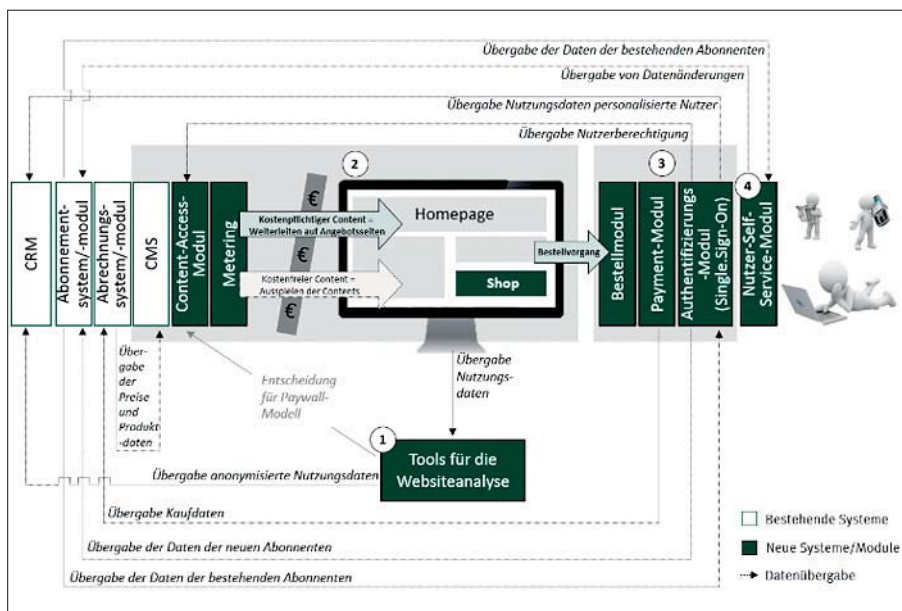 Übergabe der Daten der bestehenden Abonnenten
Übergabe von Datenänderungen
Übergabe Nutzungsdaten personalisierte Nutzer
Übergabe Nutzerberechtigung
2
3
4
CRM
Abonnement-
system/-modul
Abrechnungs-
system/-modul
CMS
Content-Access-
Modul
Metering
€
€
€
Kostenpflichtiger Content =
Weiterleiten auf Angebotsseiten
Kostenfreier Content =
Ausspielen der Contents
Homepage
Shop
Bestellvorgang
Bestellmodul
Payment-Modul
Authentifizierungs
-Modul
(Single.Sign-On)
Nutzer-Self-
Service-Modul
Über-
gabe
der
Preise
und
Produkt
-daten
Entscheidung
für Paywall-
Modell
Übergabe
Nutzungs-
daten
1
Tools für die
Websiteanalyse
Übergabe anonymisierte Nutzungsdaten
Übergabe Kaufdaten
Übergabe der Daten der neuen Abonnenten
Übergabe der Daten der bestehenden Abonnenten
Bestehende Systeme
Neue Systeme/Module
Datenübergabe